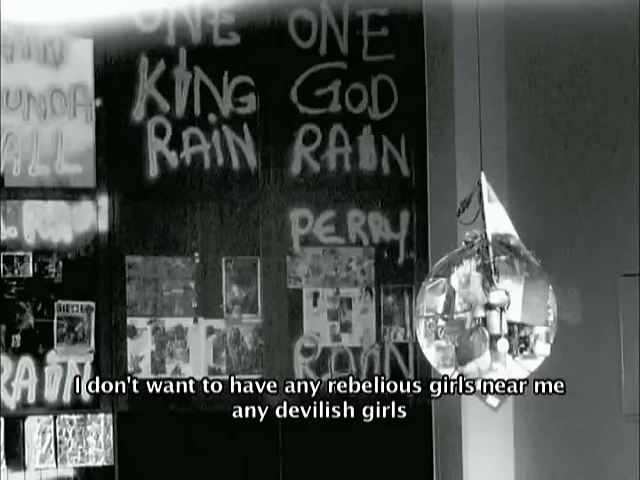 ONE
ONE
KING
GOD
ALL
RAIN
RAIN
PERRY
RAIN
RAIN
I don't want to have any rebelious girls near me
any devilish girls